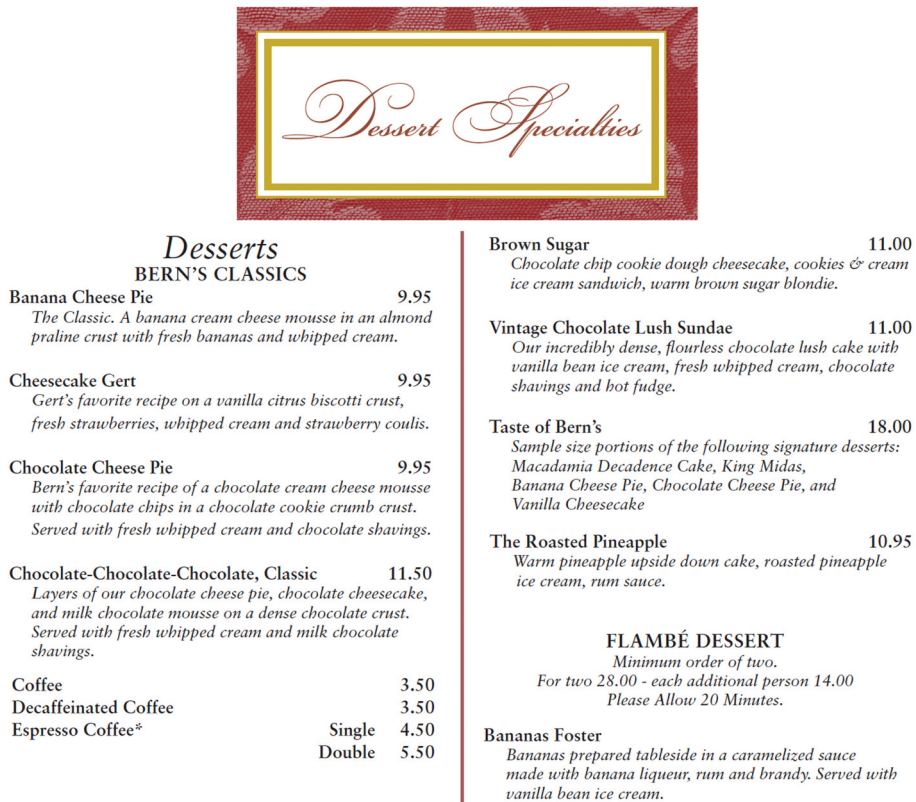 Dessert Specialties
Desserts
BERN'S CLASSICS
Banana Cheese Pie 9.95
The Classic. A banana cream cheese mousse in an almond
praline crust with fresh bananas and whipped cream.
Cheesecake Gert 9.95
Gert's favorite recipe on a vanilla citrus biscotti crust,
fresh strawberries, whipped cream and strawberry coulis.
Chocolate Cheese Pie 9.95
Bern's favorite recipe of a chocolate cream cheese mousse
with chocolate chips in a chocolate cookie crumb crust.
Served with fresh whipped cream and chocolate shavings.
Chocolate-Chocolate-Chocolate, Classic 11.50
Layers of our chocolate cheese pie, chocolate cheesecake,
and milk chocolate mousse on a dense chocolate crust.
Served with fresh whipped cream and milk chocolate
shavings.
Coffee 3.50
Decaffeinated Coffee 3.50
Espresso Coffee* Single 4.50
Double 5.50
Brown Sugar 11.00
Chocolate chip cookie dough cheesecake, cookies & cream
ice cream sandwich, warm brown sugar blondie.
Vintage Chocolate Lush Sundae 11.00
Our incredibly dense, flourless chocolate lush cake with
vanilla bean ice cream, fresh whipped cream, chocolate
shavings and hot fudge.
Taste of Bern's 18.00
Sample size portions of the following signature desserts:
Macadamia Decadence Cake, King Midas,
Banana Cheese Pie, Chocolate Cheese Pie, and
Vanilla Cheesecake
The Roasted Pineapple 10.95
Warm pineapple upside down cake, roasted pineapple
ice cream, rum sauce.
FLAMBÉ DESSERT
Minimum order of two.
For two 28.00 - each additional person 14.00
Please Allow 20 Minutes.
Bananas Foster
Bananas prepared tableside in a caramelized sauce
made with banana liqueur, rum and brandy. Served with
vanilla bean ice cream.